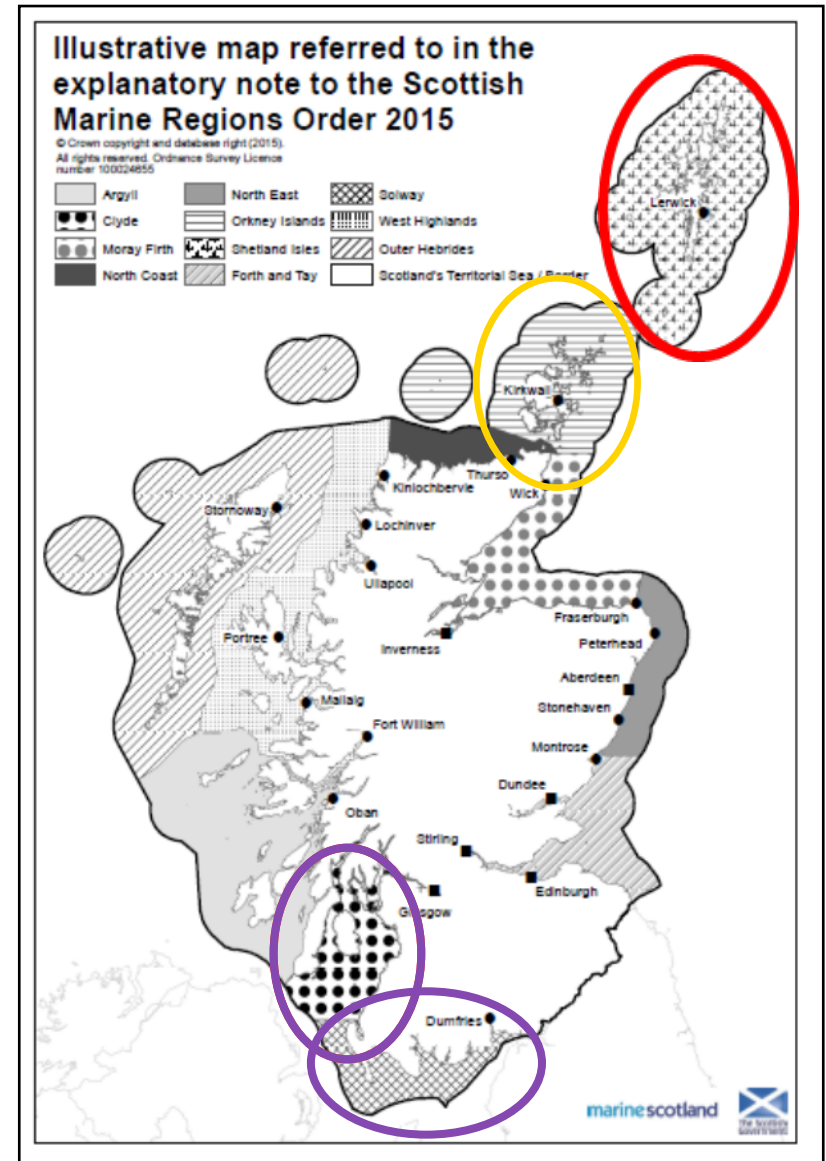 Illustrative map referred to in the
explanatory note to the Scottish
Marine Regions Order 2015
© Crown copyright and database right (2015).
All rights reserved. Ordnance Survey Licence
number 100024655
Argyll
North East
Solway
Clyde
Orkney Islands
West Highlands
Moray Firth
Shetland Isles
Outer Hebrides
North Coast
Forth and Tay
Scotland's Territorial Sea / Border
Lerwick
Kirkwall
Thurso
Kinlochbervie
Wick
Stornoway
Lochinver
Ullapool
Fraserburgh
Portree
Inverness
Peterhead
Aberdeen
Mallaig
Stonehaven
Fort William
Montrose
Dundee
Oban
Stirling
Edinburgh
Glasgow
Dumfries
marinescotland
The Scottish
Government